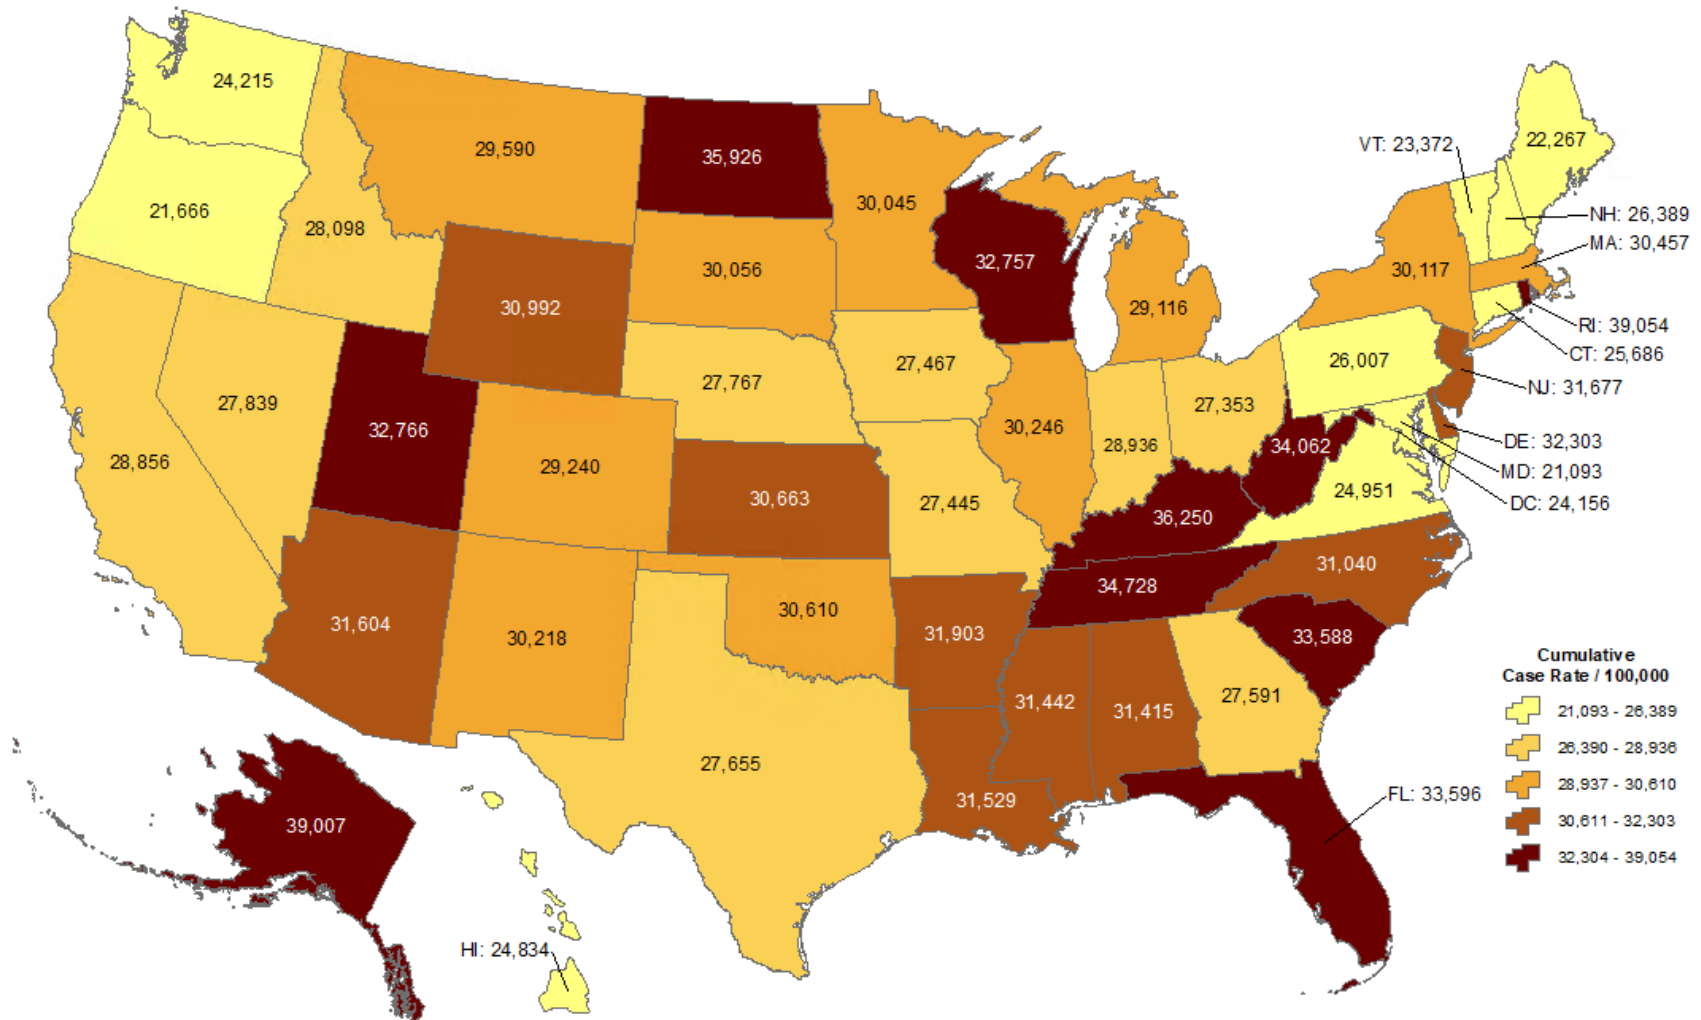 24,215
29,590
35,926
VT: 23,372
22,267
21,666
28,098
30,045
NH: 26,389
MA: 30,457
30,056
32,757
30,117
30,992
29,116
RI: 39,054
CT: 25,686
27,767
27,467
26,007
NJ: 31,677
27,839
32,766
30,246
28,936
27,353
34,062
DE: 32,303
28,856
29,240
30,663
27,445
MD: 21,093
24,951
DC: 24,156
36,250
31,040
34,728
31,604
30,218
30,610
31,903
33,588
31,442
31,415
27,591
Cumulative
Case Rate / 100,000
21,093 - 26,389
26,390 - 28,936
28,937 - 30,610
30,611 - 32,303
32,304 - 39,054
27,655
31,529
FL: 33,596
39,007
HI: 24,834